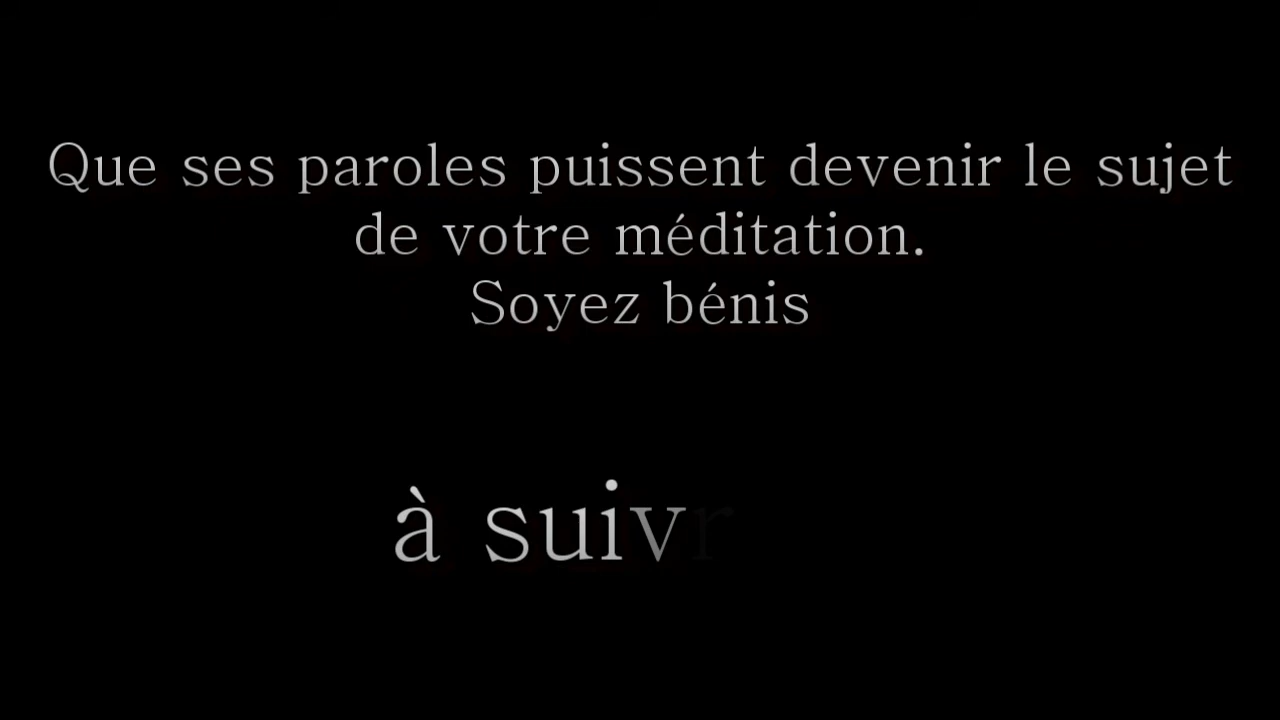 Que ses paroles puissent devenir le sujet
de votre méditation.
Soyez bénis
à suivr